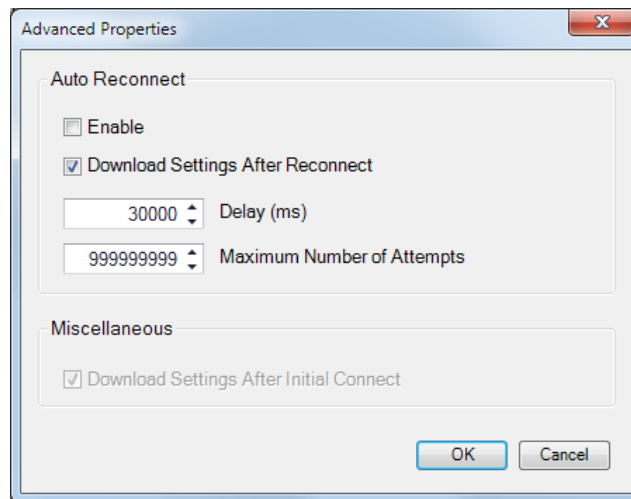 Advanced Properties
Auto Reconnect
Enable
Download Settings After Reconnect
30000 Delay (ms)
999999999 Maximum Number of Attempts
Miscellaneous
Download Settings After Initial Connect
OK Cancel